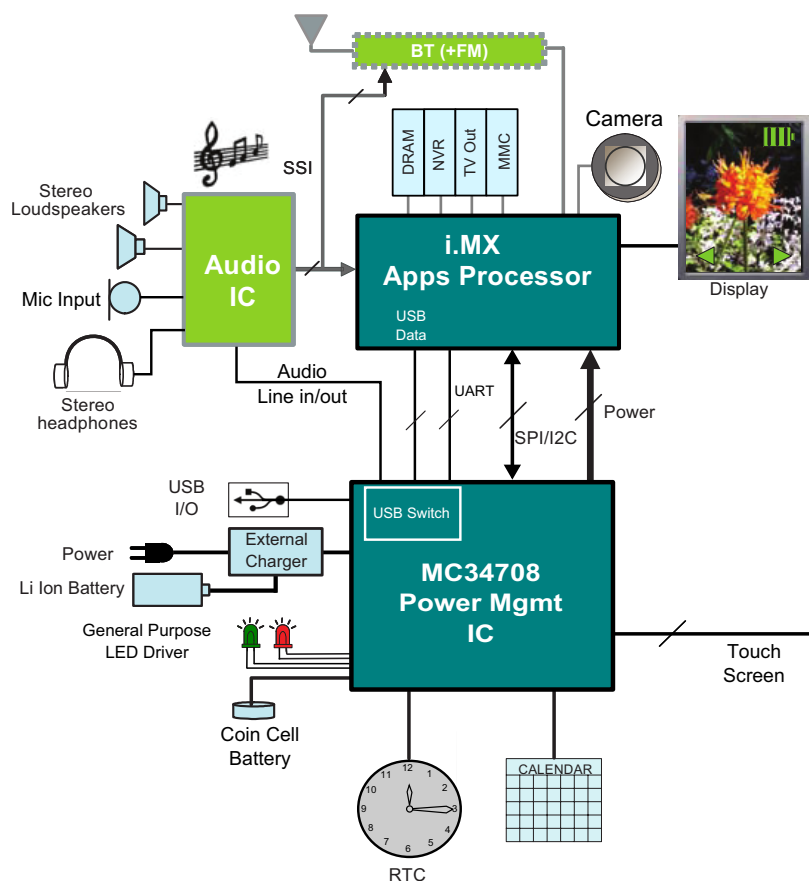 BT (+FM)
Camera
DRAM
NVR
TV Out
MMC
SSI
Stereo
Loudspeakers
Audio
IC
i.MX
Apps Processor
Mic Input
Display
USB
Data
Stereo
headphones
Audio
Line in/out
UART
SPI/I2C
Power
USB
I/O
USB Switch
Power
External
Charger
Li Ion Battery
MC34708
Power Mgmt
IC
General Purpose
LED Driver
Touch
Screen
Coin Cell
Battery
CALENDAR
12
1
2
3
4
5
6
7
8
9
10
11
RTC